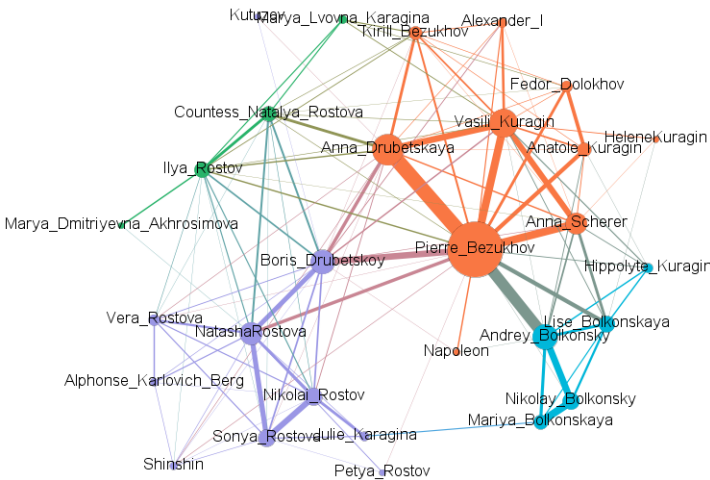 Kutuzov
Marya_Lvovna_Karagina
Alexander_I
Kirill_Bezukhov
Fedor_Dolokhov
Countess_Natalya_Rostova
Vasili_Kuragin
HeleneKuragin
Anna_Drubetskaya
Anatole_Kuragin
Ilya_Rostov
Marya_Dmitriyevna_Akhrosimova
Anna_Scherer
Pierre_Bezukhov
Boris_Drubetskoy
Hippolyte_Kuragin
Vera_Rostova
NatashaRostova
Lise_Bolkonskaya
Andrey_Bolkonsky
Napoleon
Alphonse_Karlovich_Berg
Nikolai_Rostov
Nikolay_Bolkonsky
Mariya_Bolkonskaya
Sonya_Rostova
Julie_Karagina
Shinshin
Petya_Rostov